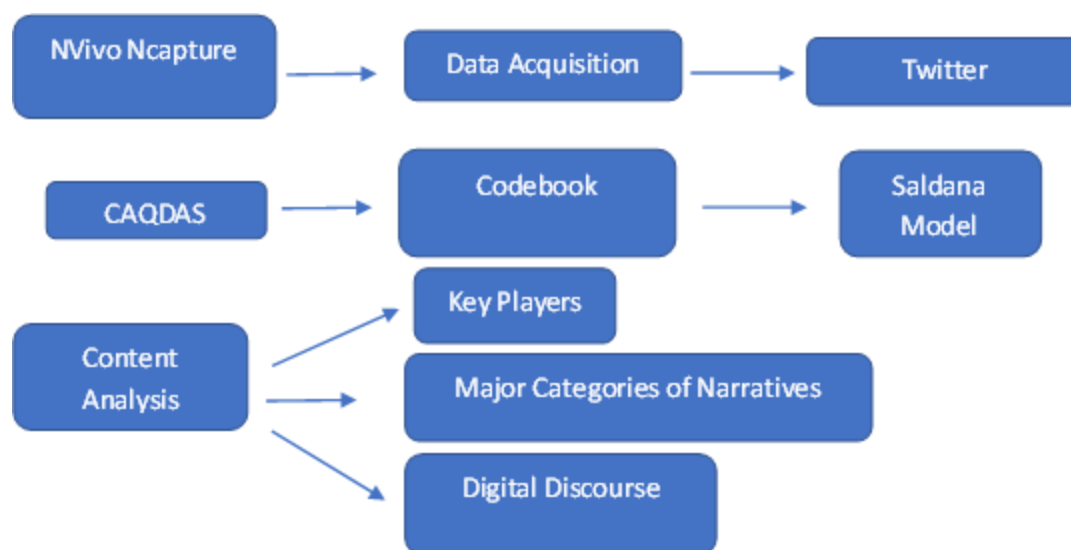 NVivo Ncapture
Data Acquisition
Twitter
CAQDAS
Codebook
Saldana
Model
Content
Analysis
Key Players
Major Categories of Narratives
Digital Discourse